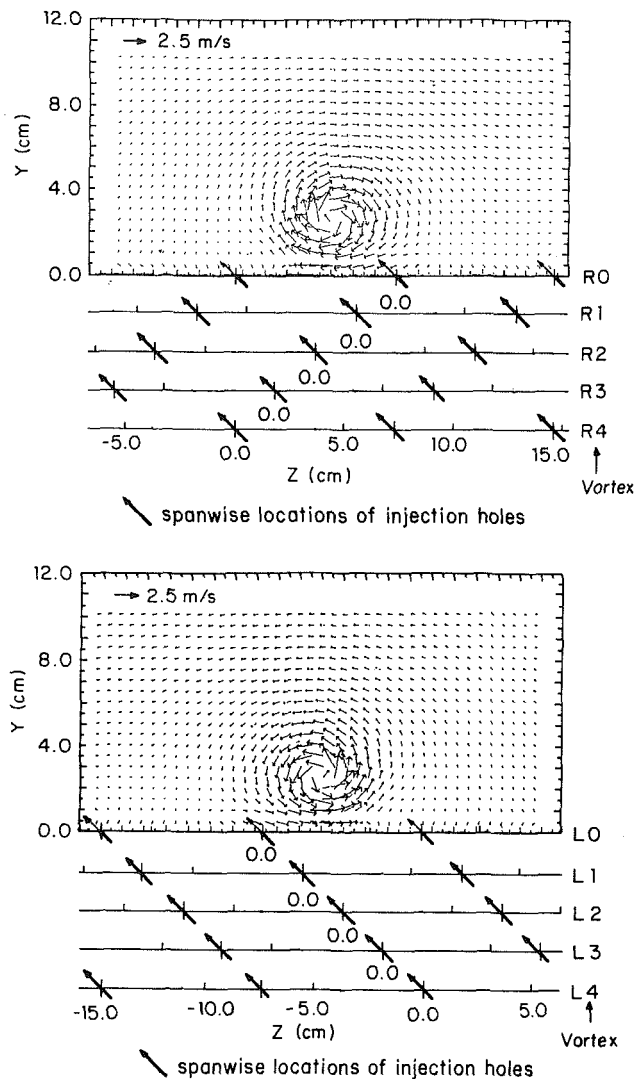 12.0
2.5 m/s
8.0
Y (cm)
4.0
0.0
R0
0.0
R1
0.0
R2
0.0
R3
0.0
R4
-5.0
0.0
5.0
10.0
15.0
Z (cm)
Vortex
spanwise locations of injection holes
12.0
2.5 m/s
8.0
Y (cm)
4.0
0.0
L0
0.0
L1
0.0
L2
0.0
L3
0.0
L4
-15.0
-10.0
-5.0
0.0
5.0
Z (cm)
Vortex
spanwise locations of injection holes